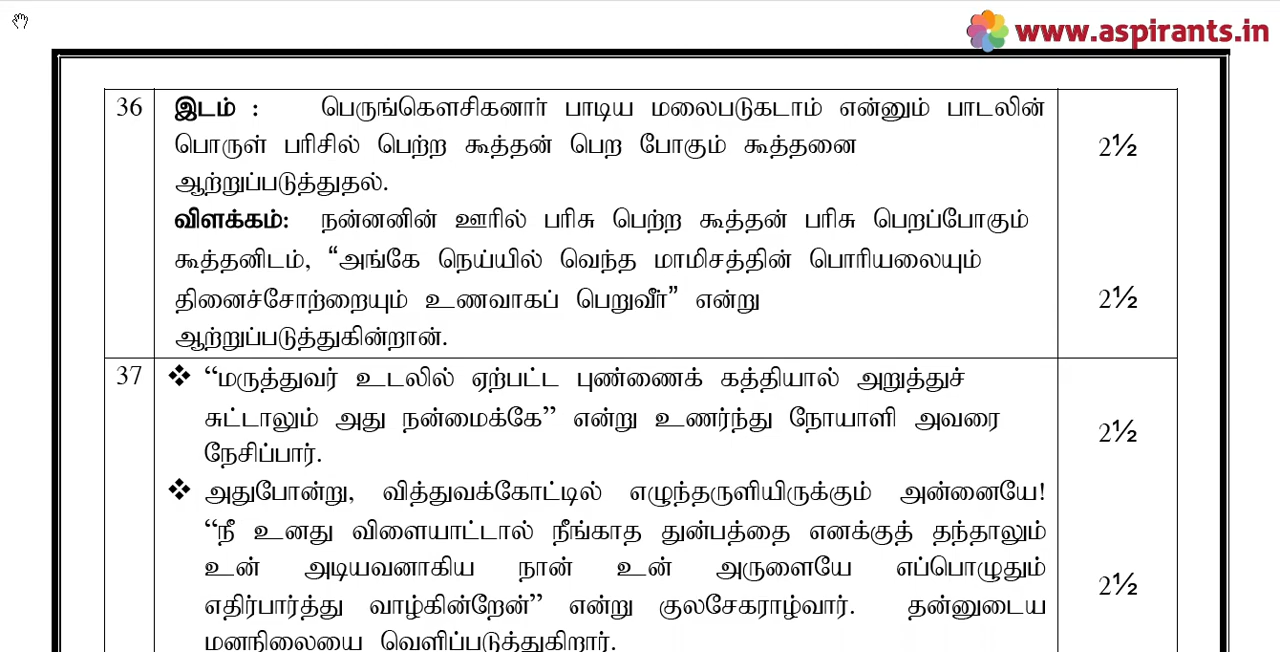 www.aspirants.in
36 இடம் : பெருங்கௌசிகனார் பாடிய மலைபடுகடாம் என்னும் பாடலின்
பொருள் பரிசில் பெற்ற கூத்தன் பெற போகும் கூத்தனை 2½
ஆற்றுப்படுத்துதல்.
விளக்கம்: நன்னனின் ஊரில் பரிசு பெற்ற கூத்தன் பரிசு பெறப்போகும்
கூத்தனிடம், “அங்கே நெய்யில் வெந்த மாமிசத்தின் பொரியலையும்
தினைச்சோற்றையும் உணவாகப் பெறுவீர்” என்று 2½
ஆற்றுப்படுத்துகின்றான்.
37 ❖ “மருத்துவர் உடலில் ஏற்பட்ட புண்ணைக் கத்தியால் அறுத்துச்
சுட்டாலும் அது நன்மைக்கே” என்று உணர்ந்து நோயாளி அவரை 2½
நேசிப்பார்.
❖ அதுபோன்று, வித்துவக்கோட்டில் எழுந்தருளியிருக்கும் அன்னையே!
“நீ உனது விளையாட்டால் நீங்காத துன்பத்தை எனக்குத் தந்தாலும்
உன் அடியவனாகிய நான் உன் அருளையே எப்பொழுதும் 2½
எதிர்பார்த்து வாழ்கின்றேன்” என்று குலசேகராழ்வார். தன்னுடைய
மனநிலையை வெளிப்படுத்துகிறார்.